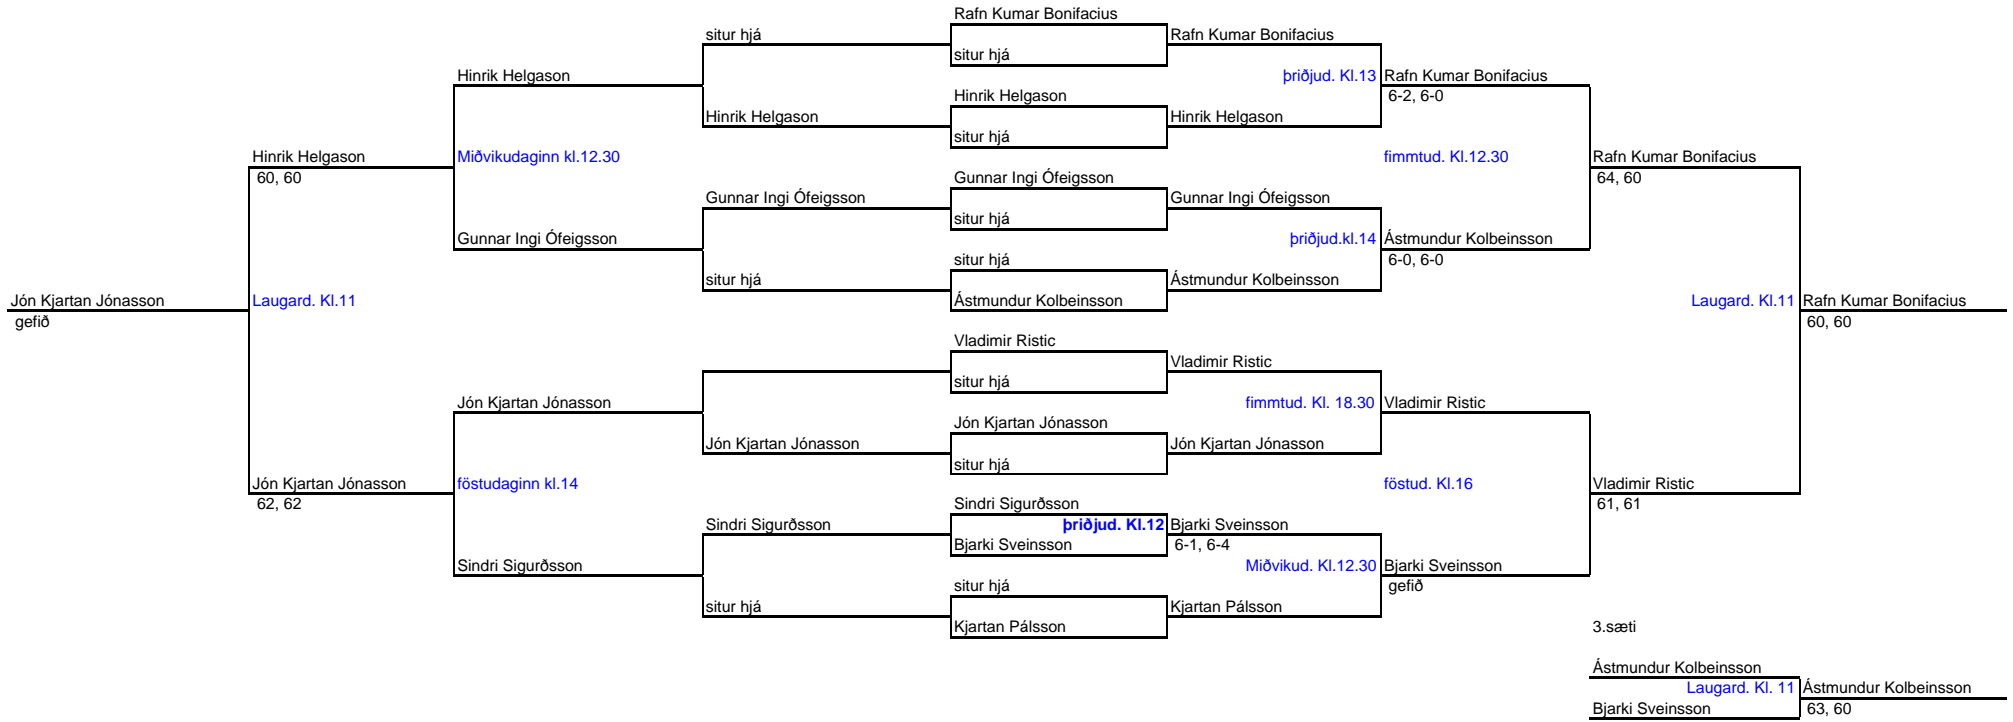 Rafn Kumar Bonifacius
situr hjá
Rafn Kumar Bonifacius
situr hjá
Hinrik Helgason
þriðjud. Kl.13
Rafn Kumar Bonifacius
6-2, 6-0
Hinrik Helgason
Hinrik Helgason
Hinrik Helgason
situr hjá
Hinrik Helgason
60, 60
Miðvikudaginn kl.12.30
fimmtud. Kl.12.30
Rafn Kumar Bonifacius
64, 60
Gunnar Ingi Ófeigsson
Gunnar Ingi Ófeigsson
Gunnar Ingi Ófeigsson
situr hjá
Gunnar Ingi Ófeigsson
þriðjud.kl.14
Ástmundur Kolbeinsson
6-0, 6-0
situr hjá
situr hjá
Ástmundur Kolbeinsson
Ástmundur Kolbeinsson
Jón Kjartan Jónasson
gefið
Laugard. Kl.11
Laugard. Kl.11
Rafn Kumar Bonifacius
60, 60
Vladimir Ristic
Vladimir Ristic
situr hjá
Jón Kjartan Jónasson
fimmtud. Kl. 18.30
Vladimir Ristic
Jón Kjartan Jónasson
Jón Kjartan Jónasson
Jón Kjartan Jónasson
situr hjá
Jón Kjartan Jónasson
62, 62
föstudaginn kl.14
föstud. Kl.16
Vladimir Ristic
61, 61
Sindri Sigurðsson
Sindri Sigurðsson
þriðjud. Kl.12
Bjarki Sveinsson
Bjarki Sveinsson
6-1, 6-4
Sindri Sigurðsson
Miðvikud. Kl.12.30
Bjarki Sveinsson
gefið
situr hjá
situr hjá
Kjartan Pálsson
Kjartan Pálsson
3.sæti
Ástmundur Kolbeinsson
Laugard. Kl. 11
Ástmundur Kolbeinsson
Bjarki Sveinsson
63, 60